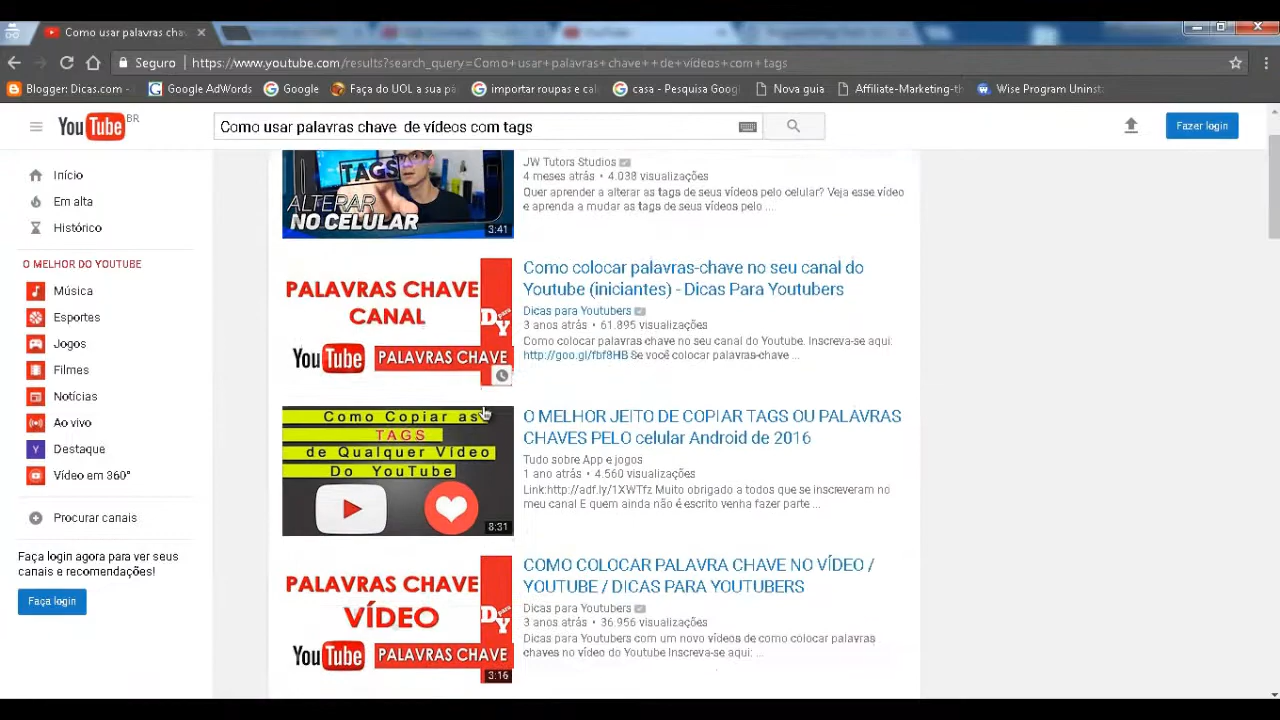 Como usar palavras cha
Seguro
https://www.youtube.com/results?search_query=Como+usar+palavras+chave++de+vídeos+com+tags
Blogger: Dicas.com -
Google AdWords
Google
Faça do UOL a sua pá
importar roupas e cal
casa - Pesquisa Goog
Nova guia
Affiliate-Marketing-th
Wise Program Uninst
YouTube BR
Como usar palavras chave  de vídeos com tags
Fazer login
Início
Em alta
Histórico
O MELHOR DO YOUTUBE
Música
Esportes
Jogos
Filmes
Notícias
Ao vivo
Destaque
Vídeo em 360°
Procurar canais
Faça login agora para ver seus
canais e recomendações!
Faça login
TAGS
ALTERAR
NO CELULAR
3:41
JW Tutors Studios
4 meses atrás • 4.038 visualizações
Quer aprender a alterar as tags de seus vídeos pelo celular? Veja esse vídeo
e aprenda a mudar as tags de seus vídeos pelo ...
PALAVRAS CHAVE
CANAL
DY
YouTube PALAVRAS CHAVE
Como colocar palavras-chave no seu canal do
Youtube (iniciantes) - Dicas Para Youtubers
Dicas para Youtubers
3 anos atrás • 61.895 visualizações
Como colocar palavras-chave no seu canal do Youtube. Inscreva-se aqui:
http://goo.gl/fbf8HB Se você colocar palavras-chave ...
Como Copiar as
TAGS
de Qualquer Vídeo
Do YouTube
8:31
O MELHOR JEITO DE COPIAR TAGS OU PALAVRAS
CHAVES PELO celular Android de 2016
Tudo sobre App e jogos
1 ano atrás • 4.560 visualizações
Link:http://adf.ly/1XWTfz Muito obrigado a todos que se inscreveram no
meu canal E quem ainda não é escrito venha fazer parte ...
PALAVRAS CHAVE
VÍDEO
DY
YouTube PALAVRAS CHAVE
3:16
COMO COLOCAR PALAVRA CHAVE NO VÍDEO /
YOUTUBE / DICAS PARA YOUTUBERS
Dicas para Youtubers
3 anos atrás • 36.956 visualizações
Dicas para Youtubers com um novo vídeos de como colocar palavras
chaves no vídeo do Youtube Inscreva-se aqui: ...